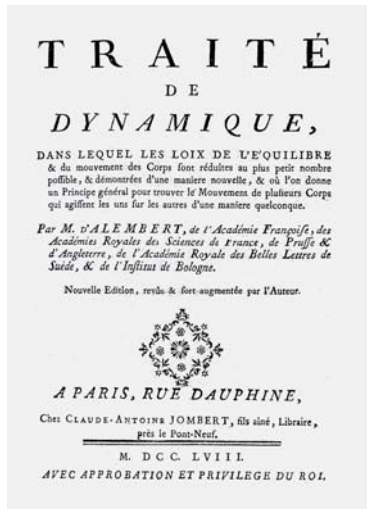 TRAITÉ
DE
DYNAMIQUE,
DANS LEQUEL LES LOIX DE L'E'QUILIBRE
& du mouvement des Corps sont réduites au plus petit nombre
possible, & démontrées d'une maniere nouvelle, & où l'on donne
un Principe général pour trouver le Mouvement de plusieurs Corps
qui agissent les uns sur les autres d'une maniere quelconque.
Par M. D'ALEMBERT, de l'Académie Françoise, des
Académies Royales des Sciences de France, de Prusse &
d'Angleterre, de l'Académie Royale des Belles Lettres de
Suéde, & de l'Institut de Bologne.
Nouvelle Edition, revûe & fort augmentée par l'Auteur.
A PARIS, RUE DAUPHINE,
Chez CLAUDE-ANTOINE JOMBERT, fils aîné, Libraire,
près le Pont-Neuf.
M. DCC. LVIII.
AVEC APPROBATION ET PRIVILEGE DU ROI.